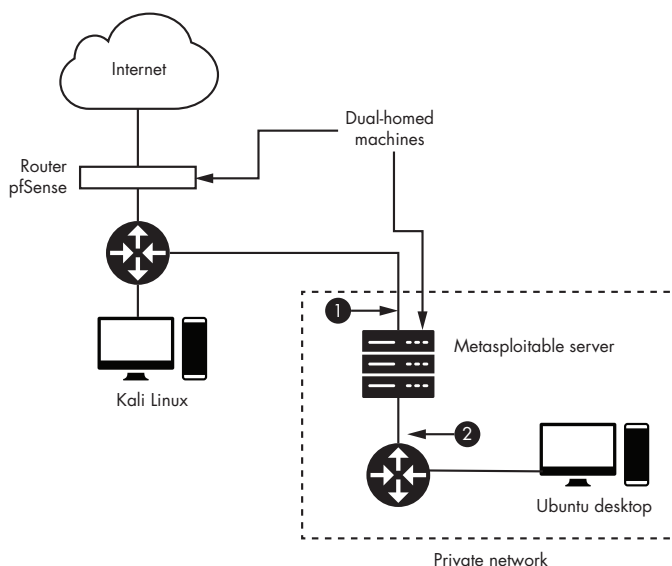 Internet
Dual-homed
machines
Router
pfSense
1
Metasploitable server
Kali Linux
2
Ubuntu desktop
Private network